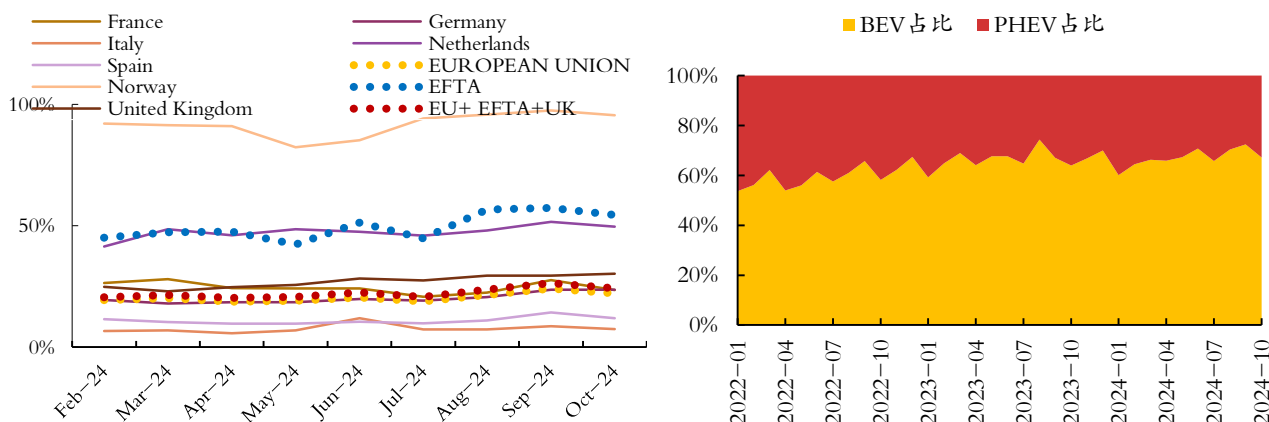 France Germany
Italy Netherlands
Spain EUROPEAN UNION
Norway EFTA
United Kingdom EU+ EFTA+UK
100%
50%
0%
Feb-24 Mar-24 Apr-24 May-24 Jun-24 Jul-24 Aug-24 Sep-24 Oct-24
BEV占比 PHEV占比
100%
80%
60%
40%
20%
0%
2022-01 2022-04 2022-07 2022-10 2023-01 2023-04 2023-07 2023-10 2024-01 2024-04 2024-07 2024-10